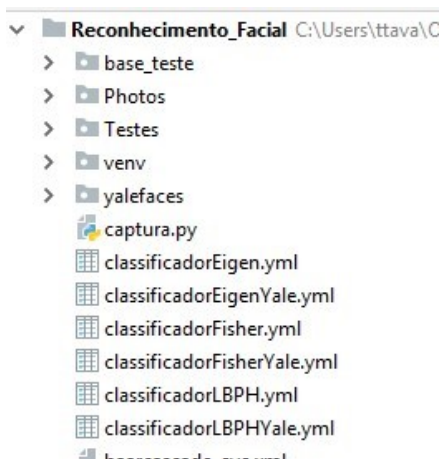 Reconhecimento_Facial C:\Users\ttava\O
base_teste
Photos
Testes
venv
yalefaces
captura.py
classificadorEigen.yml
classificadorEigenYale.yml
classificadorFisher.yml
classificadorFisherYale.yml
classificadorLBPH.yml
classificadorLBPHYale.yml